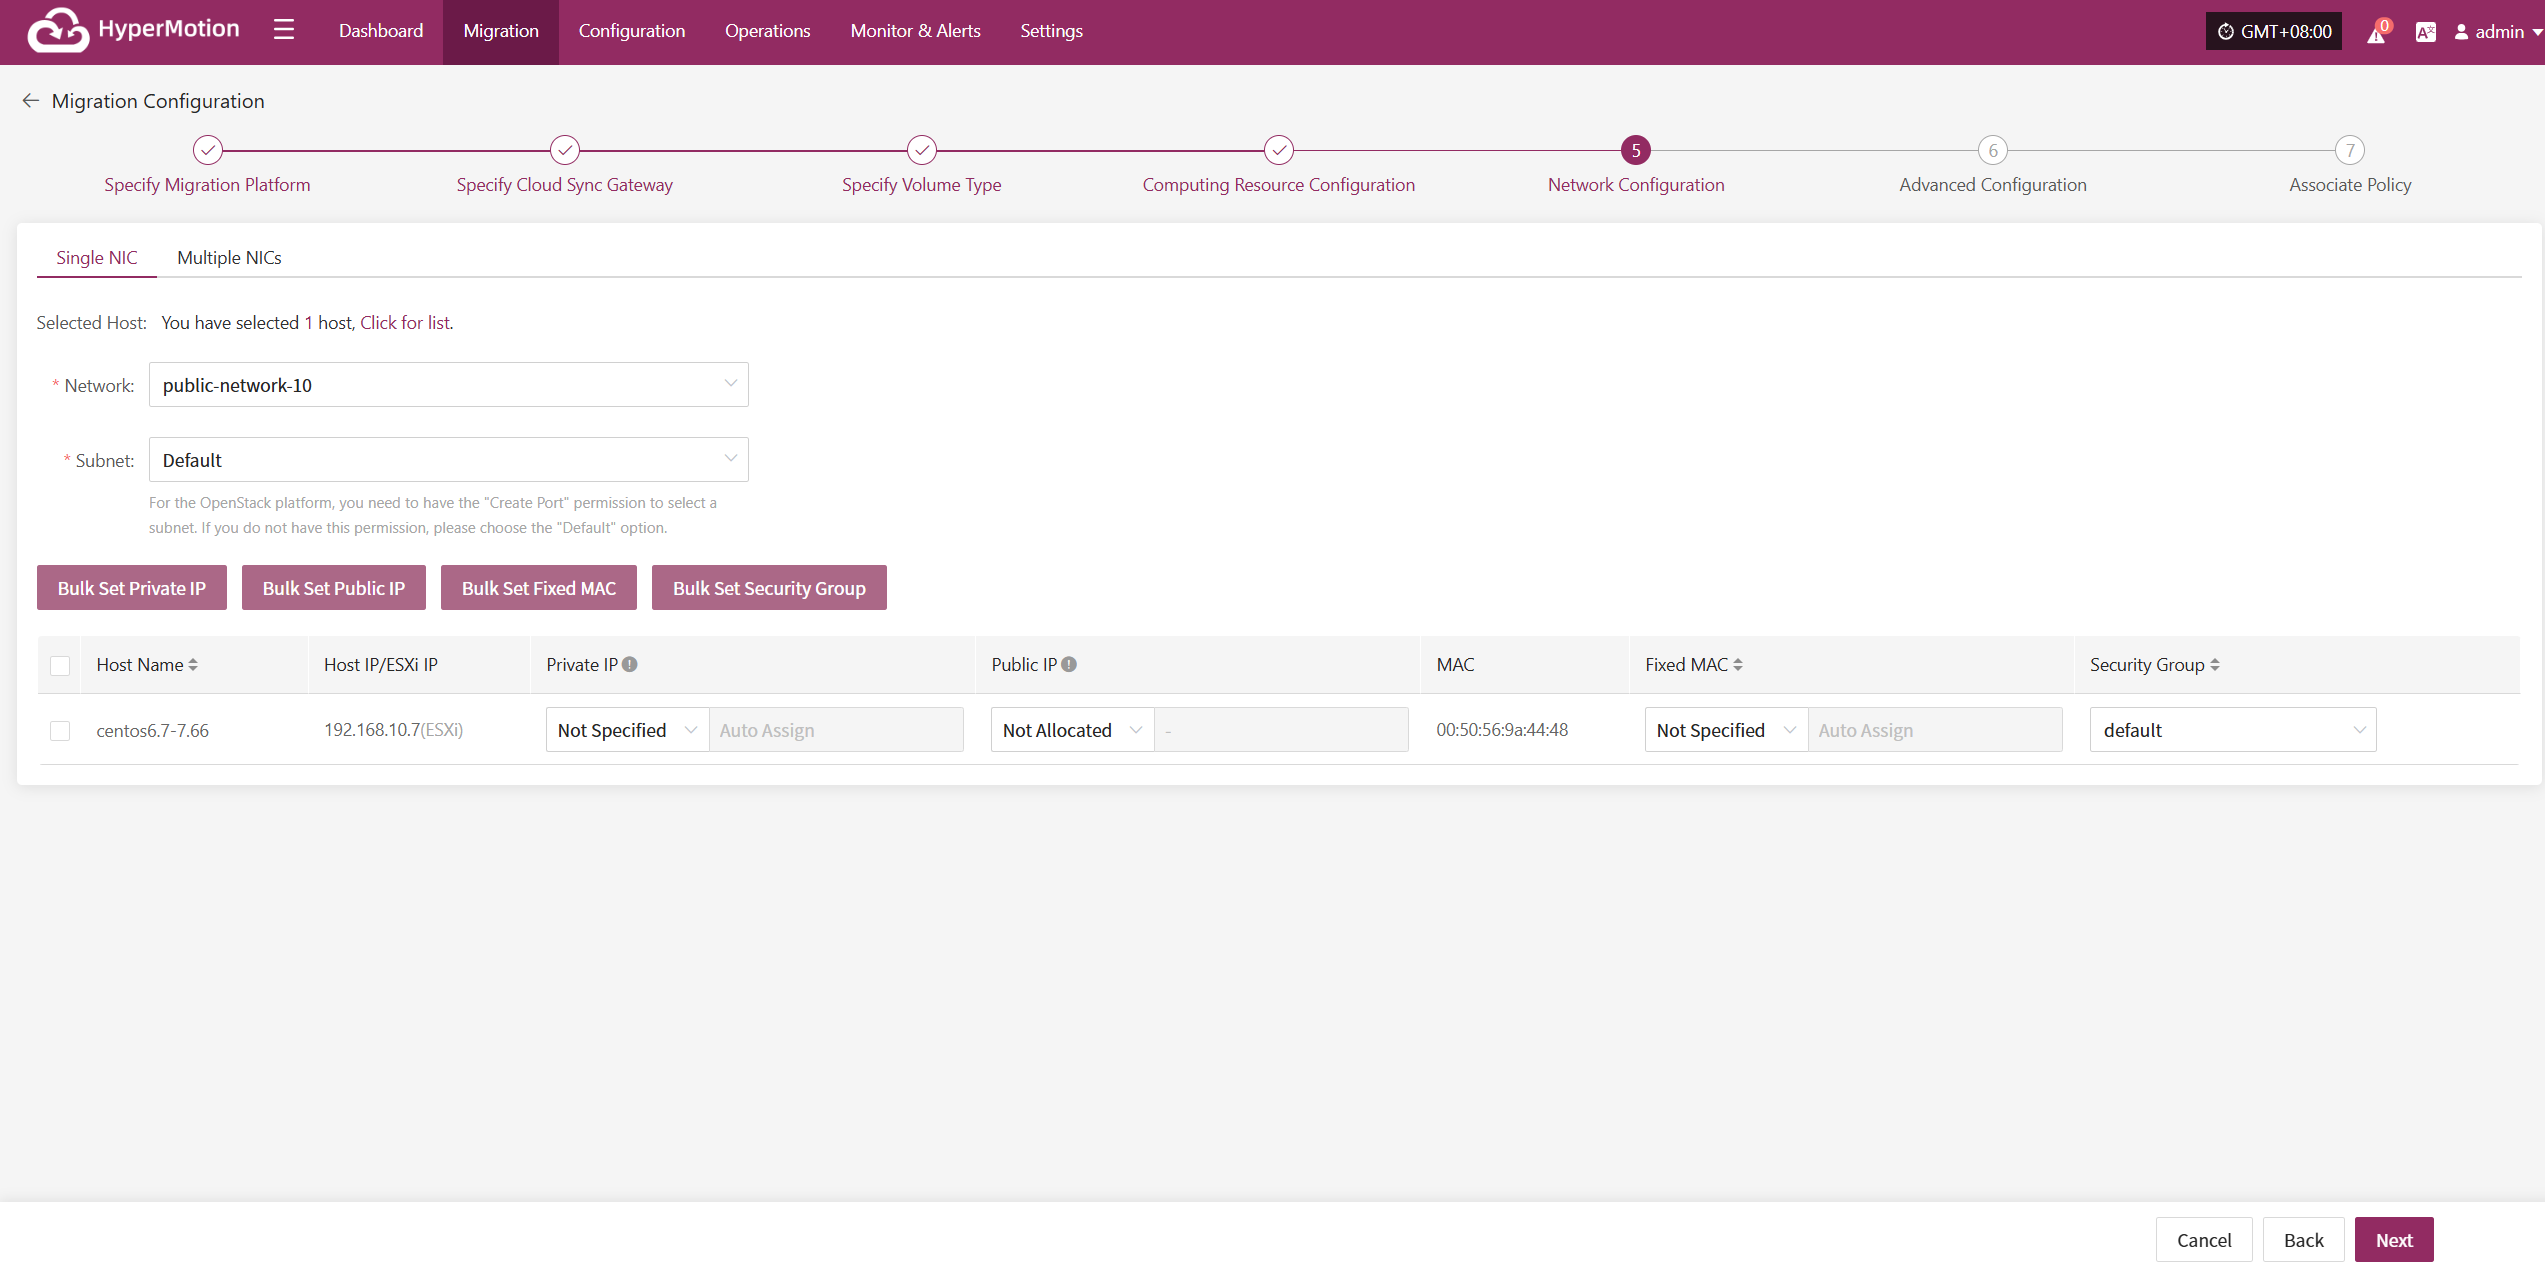 HyperMotion
Dashboard
Migration
Configuration
Operations
Monitor & Alerts
Settings
GMT+08:00
0
admin
Migration Configuration
5
6
7
Specify Migration Platform
Specify Cloud Sync Gateway
Specify Volume Type
Computing Resource Configuration
Network Configuration
Advanced Configuration
Associate Policy
Single NIC
Multiple NICs
Selected Host: You have selected 1 host, Click for list.
* Network: public-network-10
* Subnet: Default
For the OpenStack platform, you need to have the "Create Port" permission to select a
subnet. If you do not have this permission, please choose the "Default" option.
Bulk Set Private IP
Bulk Set Public IP
Bulk Set Fixed MAC
Bulk Set Security Group
Host Name
Host IP/ESXi IP
Private IP
Public IP
MAC
Fixed MAC
Security Group
centos6.7-7.66
192.168.10.7(ESXi)
Not Specified
Auto Assign
Not Allocated
-
00:50:56:9a:44:48
Not Specified
Auto Assign
default
Cancel
Back
Next